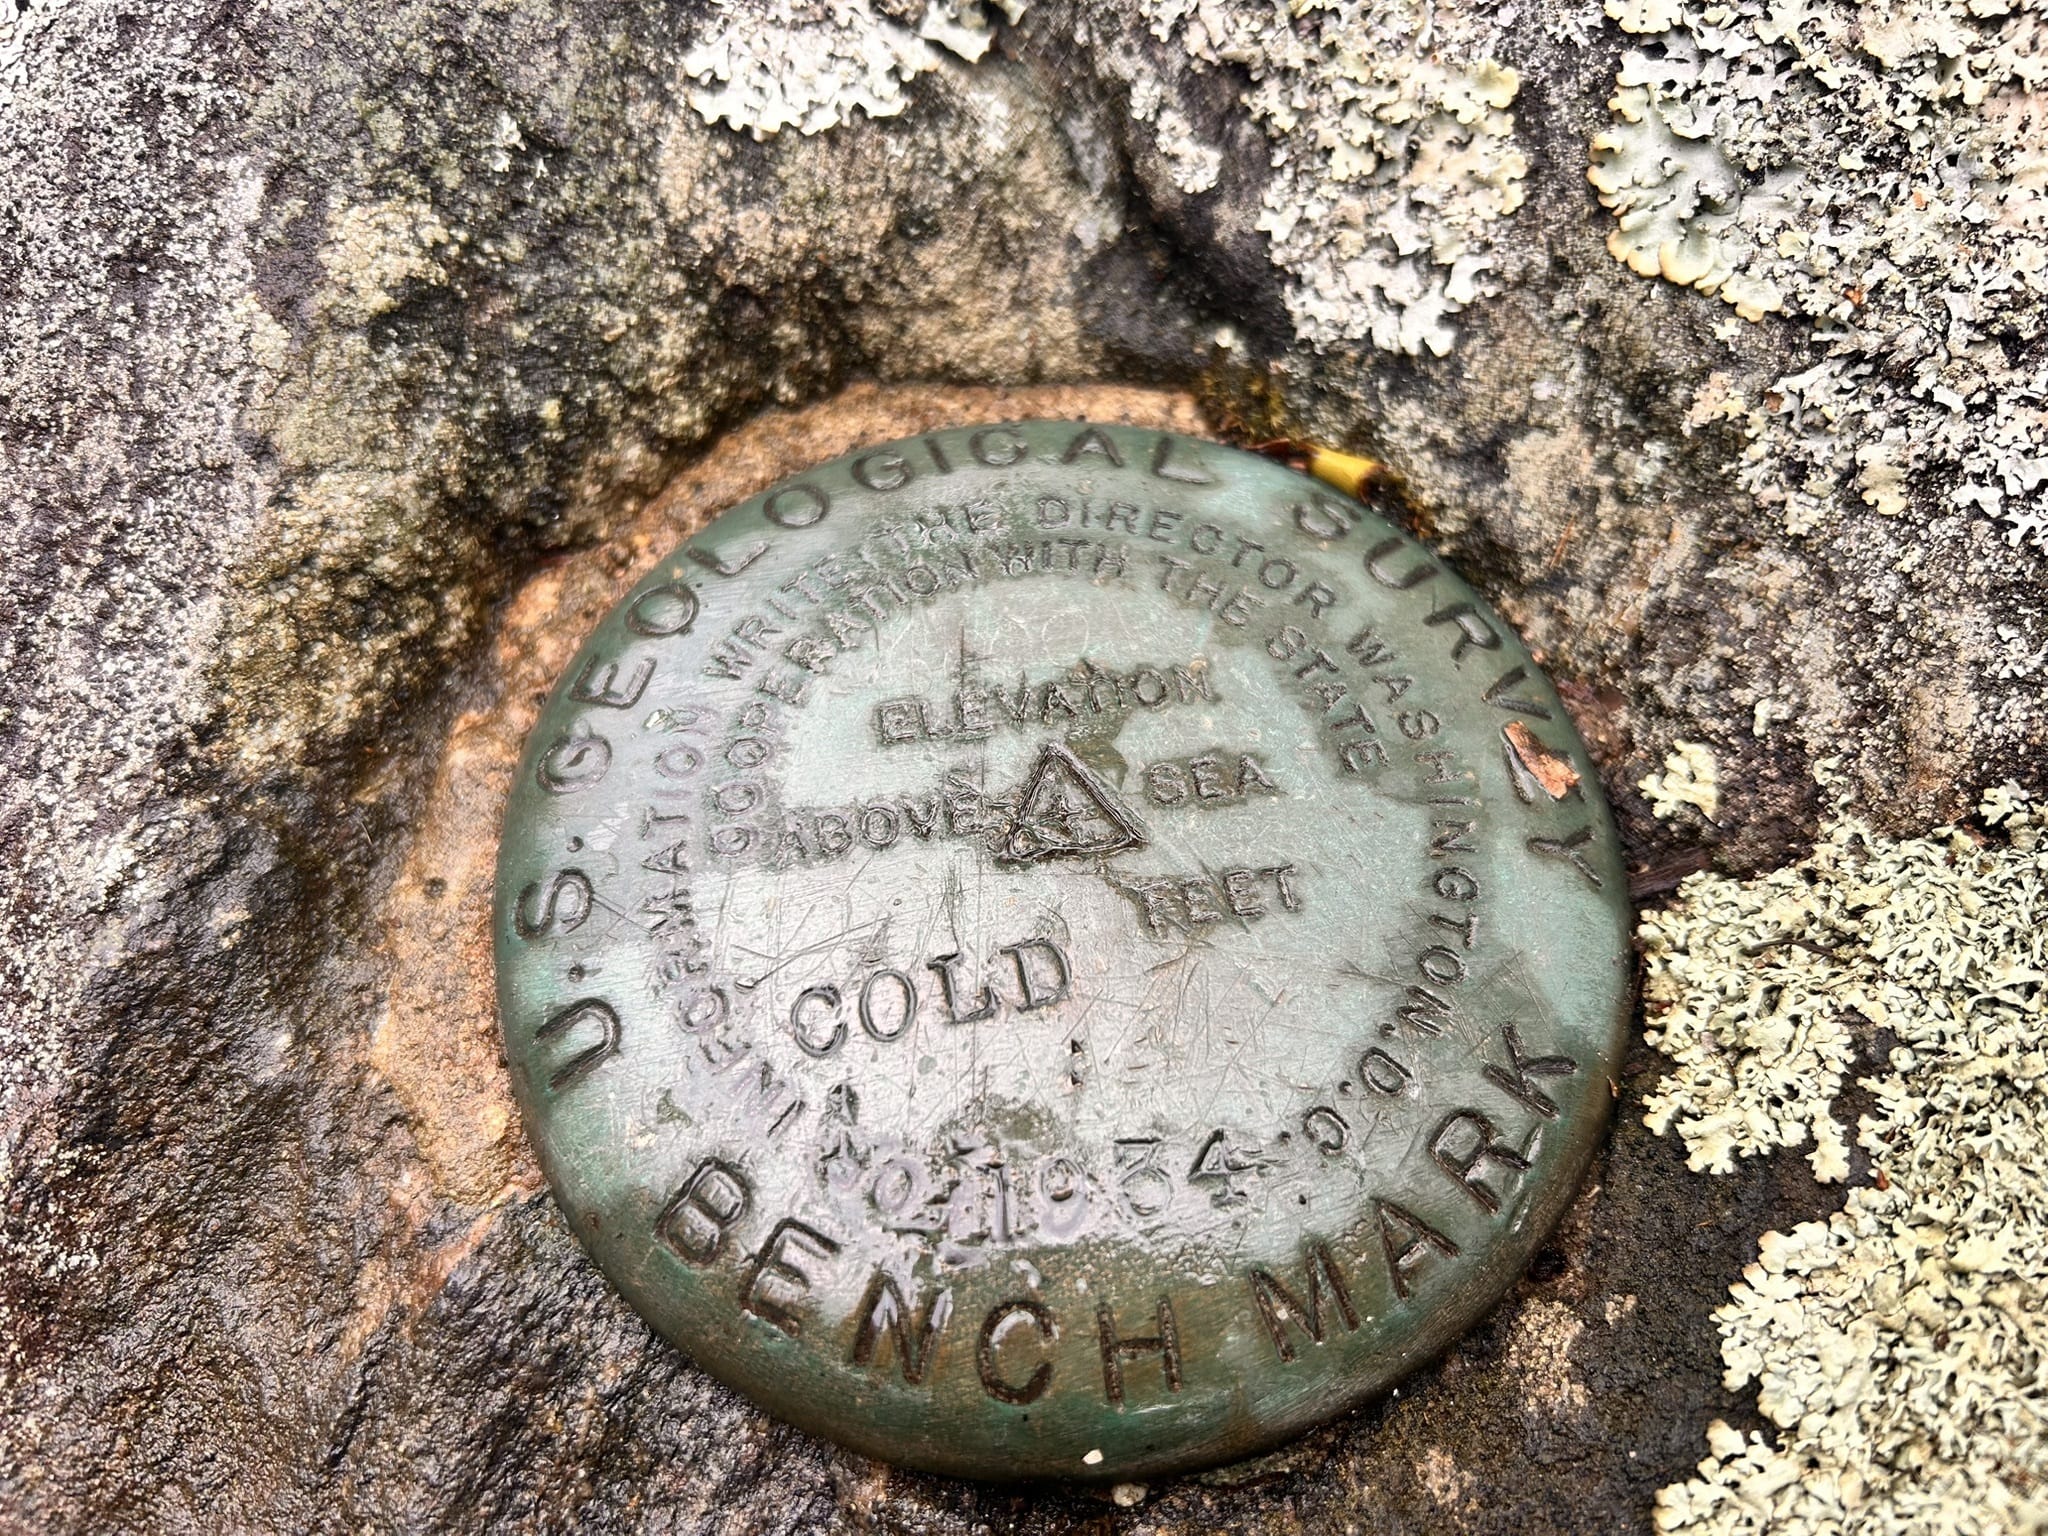 U.S. GEOLOGICAL SURVEY
INFORMATION WRITE THE DIRECTOR WASHINGTON, D.C.
COOPERATION WITH THE STATE
ELEVATION
ABOVE SEA
FEET
COLD
1934
BENCH MARK